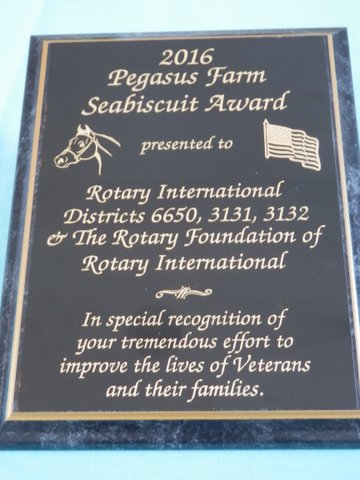 2016
Pegasus Farm
Seabiscuit Award
presented to
Rotary International
Districts 6650, 3131, 3132
& The Rotary Foundation of
Rotary International
In special recognition of
your tremendous effort to
improve the lives of Veterans
and their families.